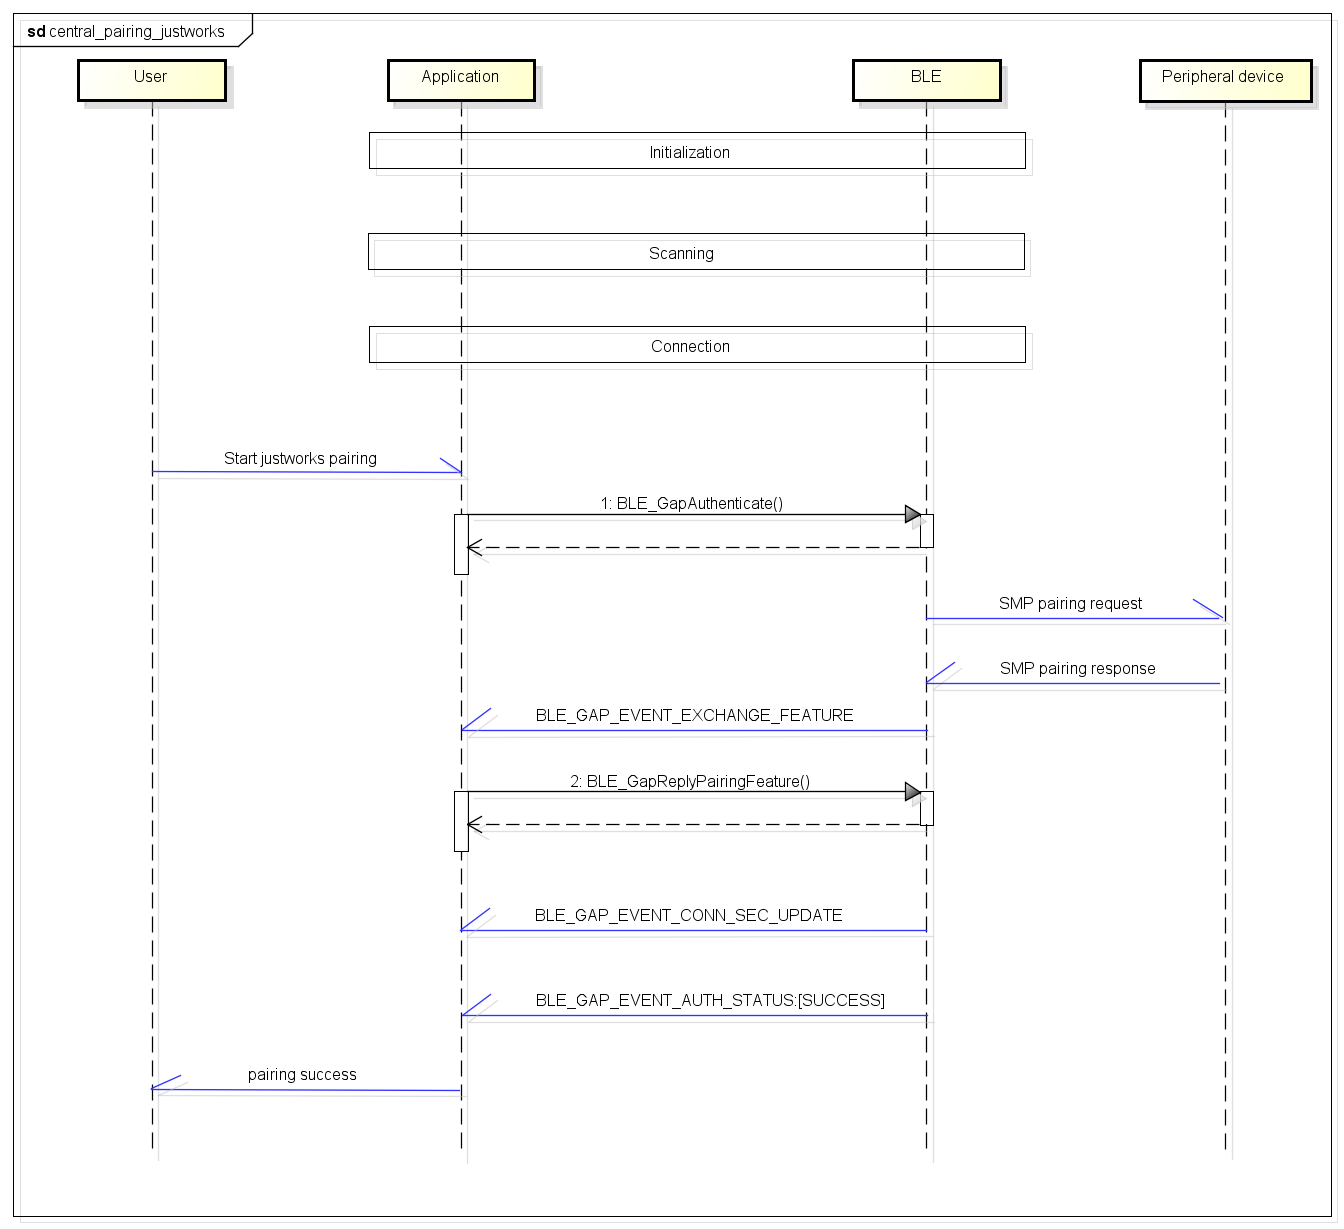 sd central_pairing_justworks
User
Application
BLE
Peripheral device
Initialization
Scanning
Connection
Start justworks pairing
1: BLE_GapAuthenticate()
SMP pairing request
SMP pairing response
BLE_GAP_EVENT_EXCHANGE_FEATURE
2: BLE_GapReplyPairingFeature()
BLE_GAP_EVENT_CONN_SEC_UPDATE
BLE_GAP_EVENT_AUTH_STATUS:[SUCCESS]
pairing success